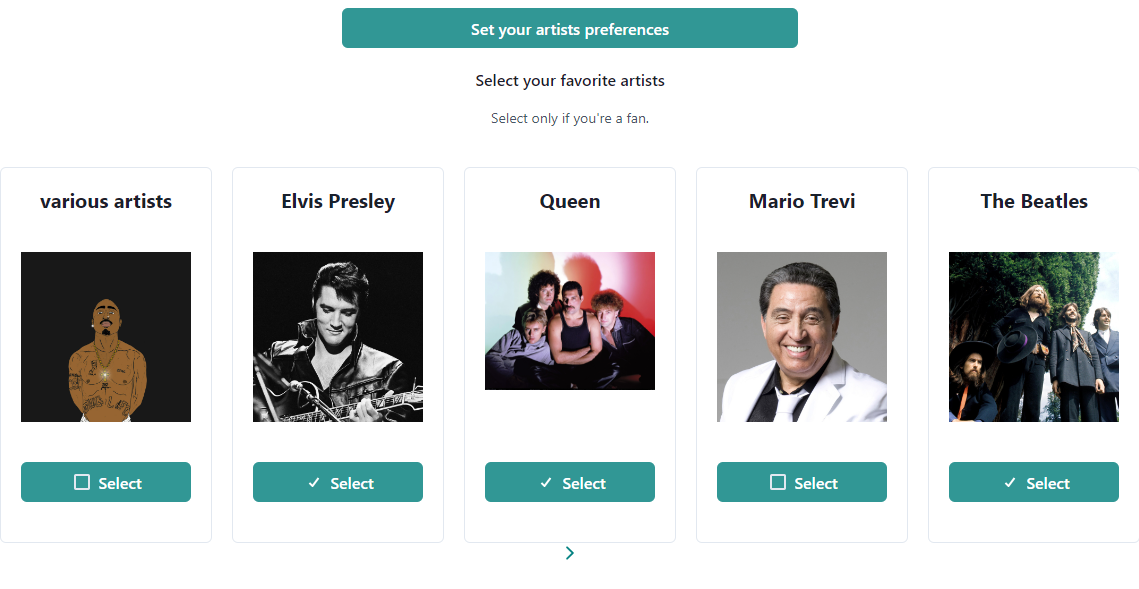 Set your artists preferences
Select your favorite artists
Select only if you're a fan.
various artists
Elvis Presley
Queen
Mario Trevi
The Beatles
Select
Select
Select
Select
Select